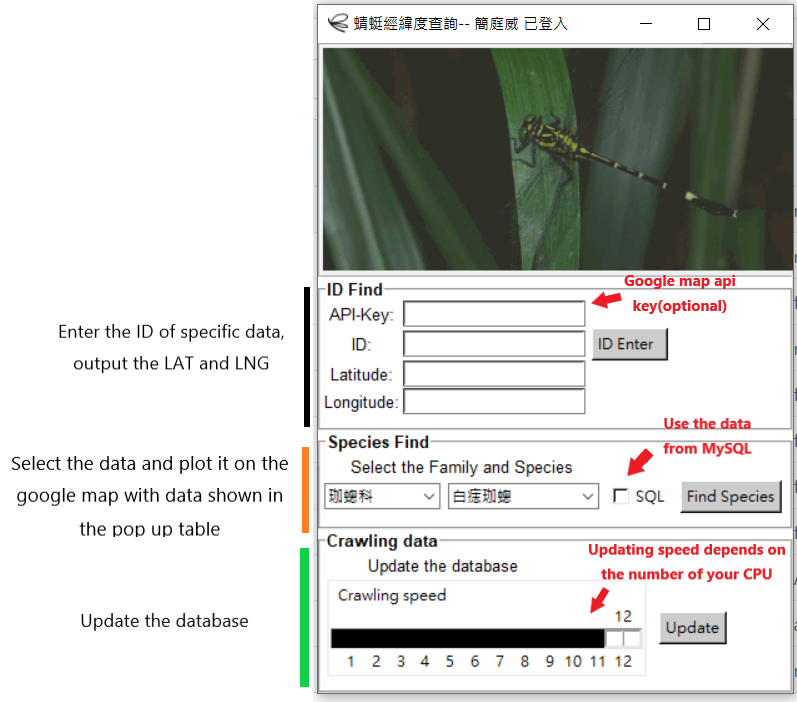 蜻蜓經緯度查詢-- 簡庭威 已登入
ID Find
Google map api
key(optional)
API-Key:
ID:
ID Enter
Latitude:
Longitude:
Enter the ID of specific data,
output the LAT and LNG
Species Find
Use the data
from MySQL
Select the Family and Species
珈蟌科
白痣珈蟌
SQL
Find Species
Select the data and plot it on the
google map with data shown in
the pop up table
Crawling data
Updating speed depends on
the number of your CPU
Update the database
Crawling speed
12
1 2 3 4 5 6 7 8 9 10 11 12
Update
Update the database